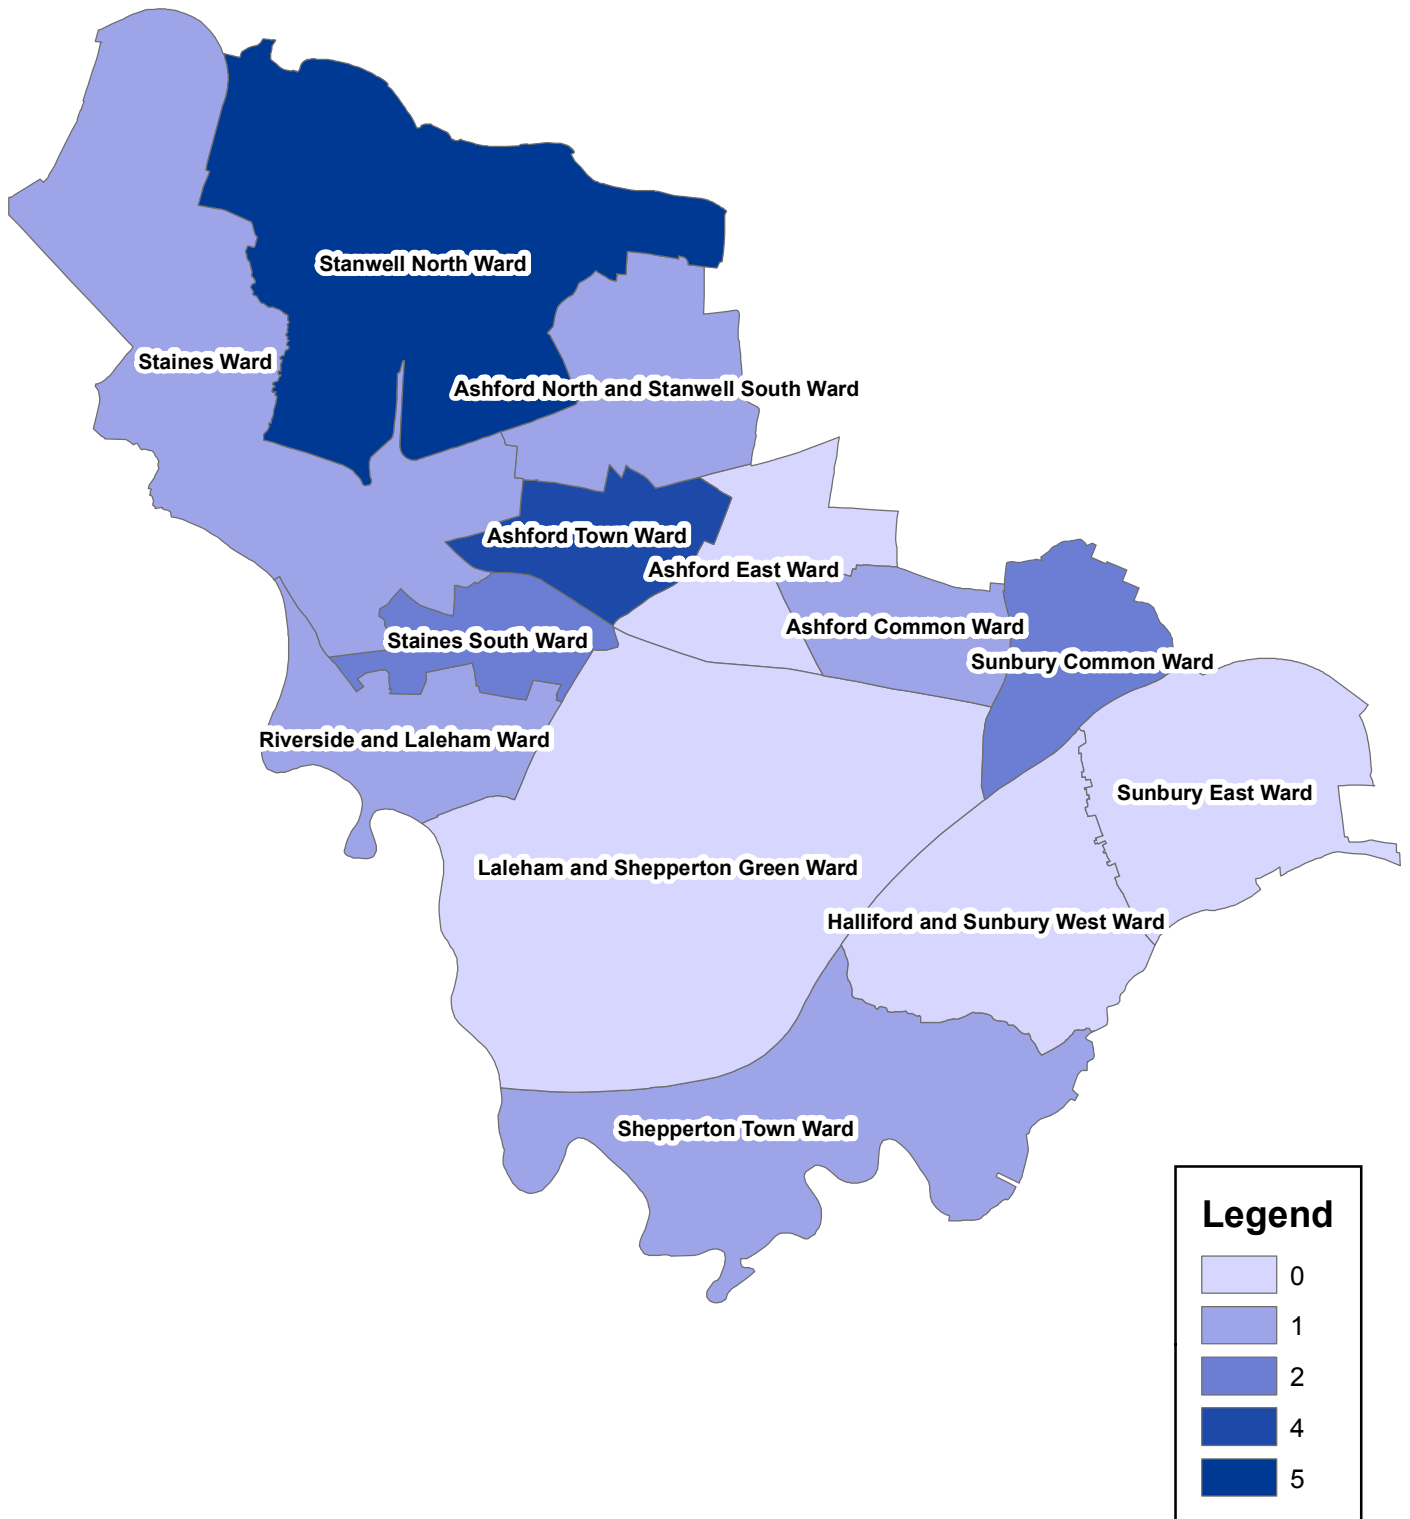 Stanwell North Ward
Staines Ward
Ashford North and Stanwell South Ward
Ashford Town Ward
Ashford East Ward
Ashford Common Ward
Staines South Ward
Sunbury Common Ward
Riverside and Laleham Ward
Sunbury East Ward
Laleham and Shepperton Green Ward
Halliford and Sunbury West Ward
Shepperton Town Ward
Legend
0
1
2
4
5